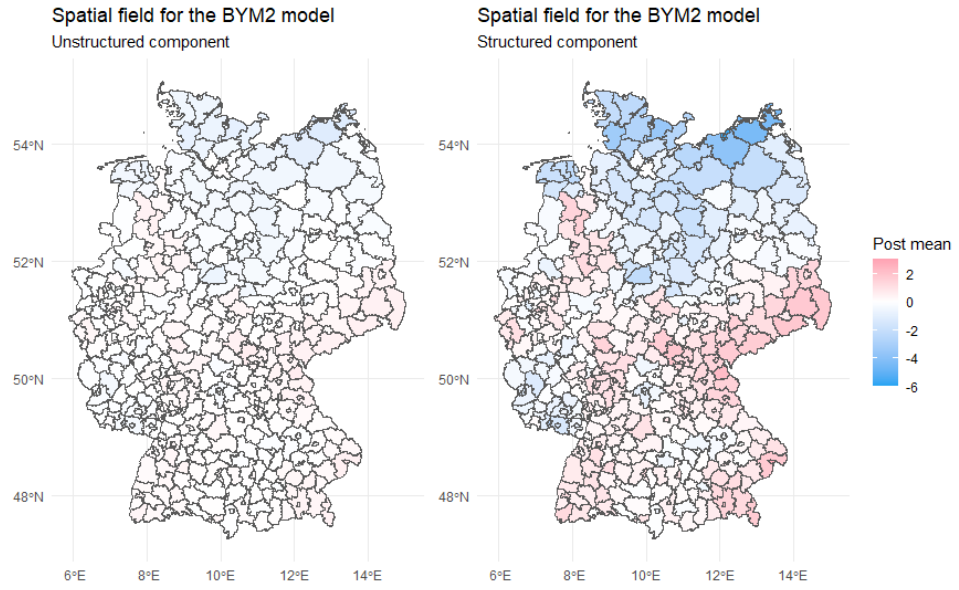 Spatial field for the BYM2 model
Unstructured component
54°N
52°N
50°N
48°N
6°E 8°E 10°E 12°E 14°E
Spatial field for the BYM2 model
Structured component
54°N
52°N
50°N
48°N
6°E 8°E 10°E 12°E 14°E
Post mean
2
0
-2
-4
-6